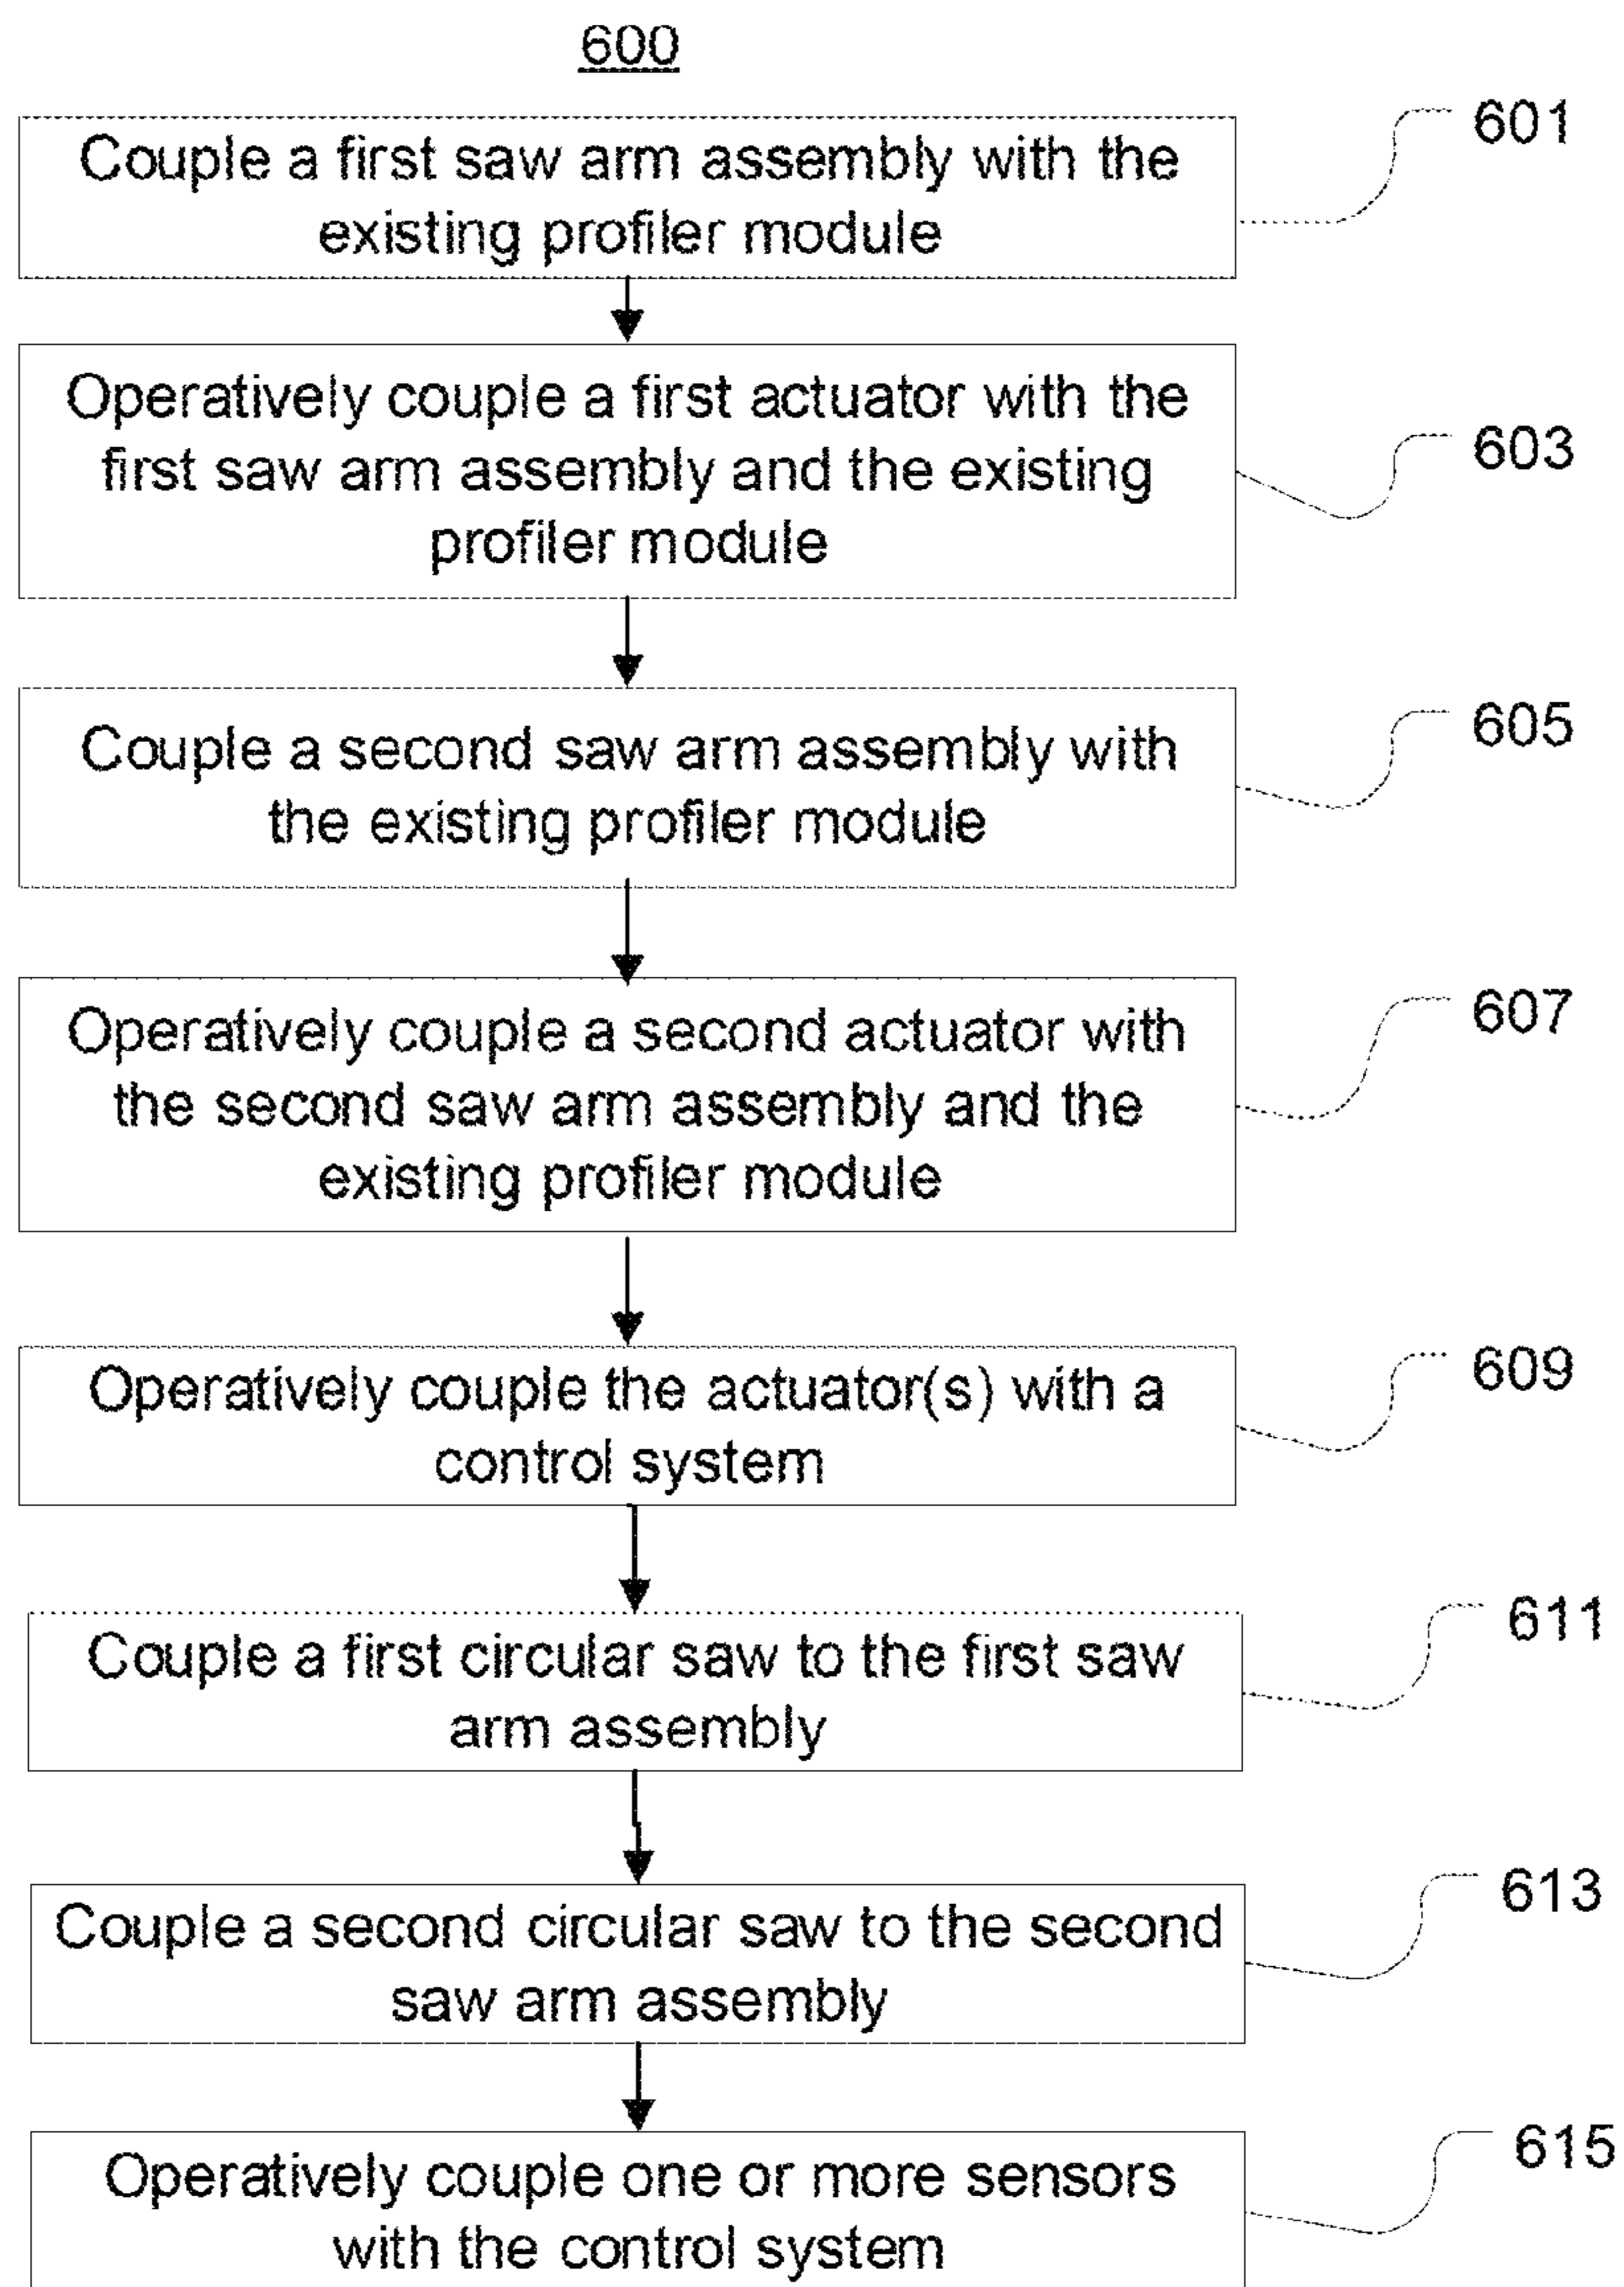 600
601
Couple a first saw arm assembly with the
existing profiler module
603
Operatively couple a first actuator with the
first saw arm assembly and the existing
profiler module
605
Couple a second saw arm assembly with
the existing profiler module
607
Operatively couple a second actuator with
the second saw arm assembly and the
existing profiler module
609
Operatively couple the actuator(s) with a
control system
611
Couple a first circular saw to the first saw
arm assembly
613
Couple a second circular saw to the second
saw arm assembly
615
Operatively couple one or more sensors
with the control system